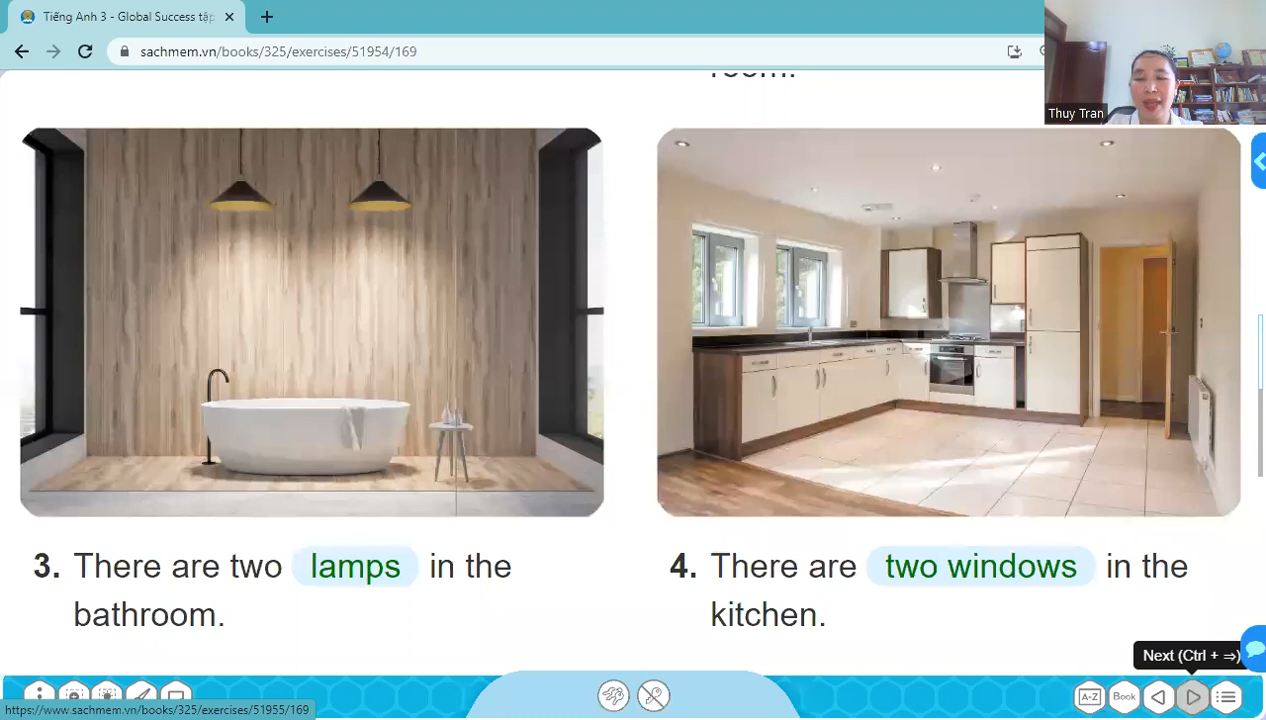 Tiếng Anh 3 - Global Success tập
sachmem.vn/books/325/exercises/51954/169
room.
Thuy Tran
3. There are two lamps in the
bathroom.
4. There are two windows in the
kitchen.
Next (Ctrl + ⇒)
A-Z
Book
https://www.sachmem.vn/books/325/exercises/51955/169